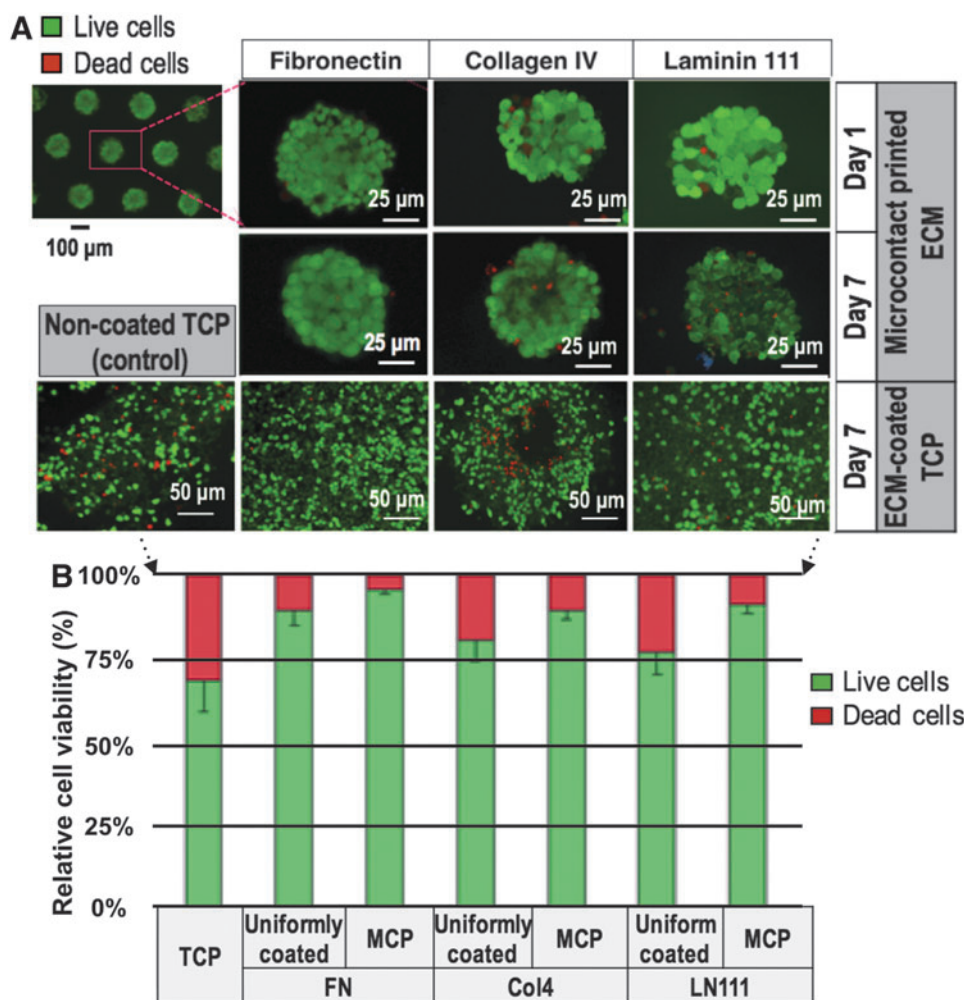 A
Live cells
Dead cells
Fibronectin
Collagen IV
Laminin 111
25 µm
25 µm
25 µm
Day 1
Microcontact printed
ECM
100 µm
25 µm
25 µm
25 µm
Day 7
Non-coated TCP
(control)
50 µm
50 µm
50 µm
50 µm
Day 7
ECM-coated
TCP
B
100%
75%
50%
25%
0%
Relative cell viability (%)
Live cells
Dead cells
TCP
Uniformly
coated
MCP
Uniformly
coated
MCP
Uniform
coated
MCP
FN
Col4
LN111